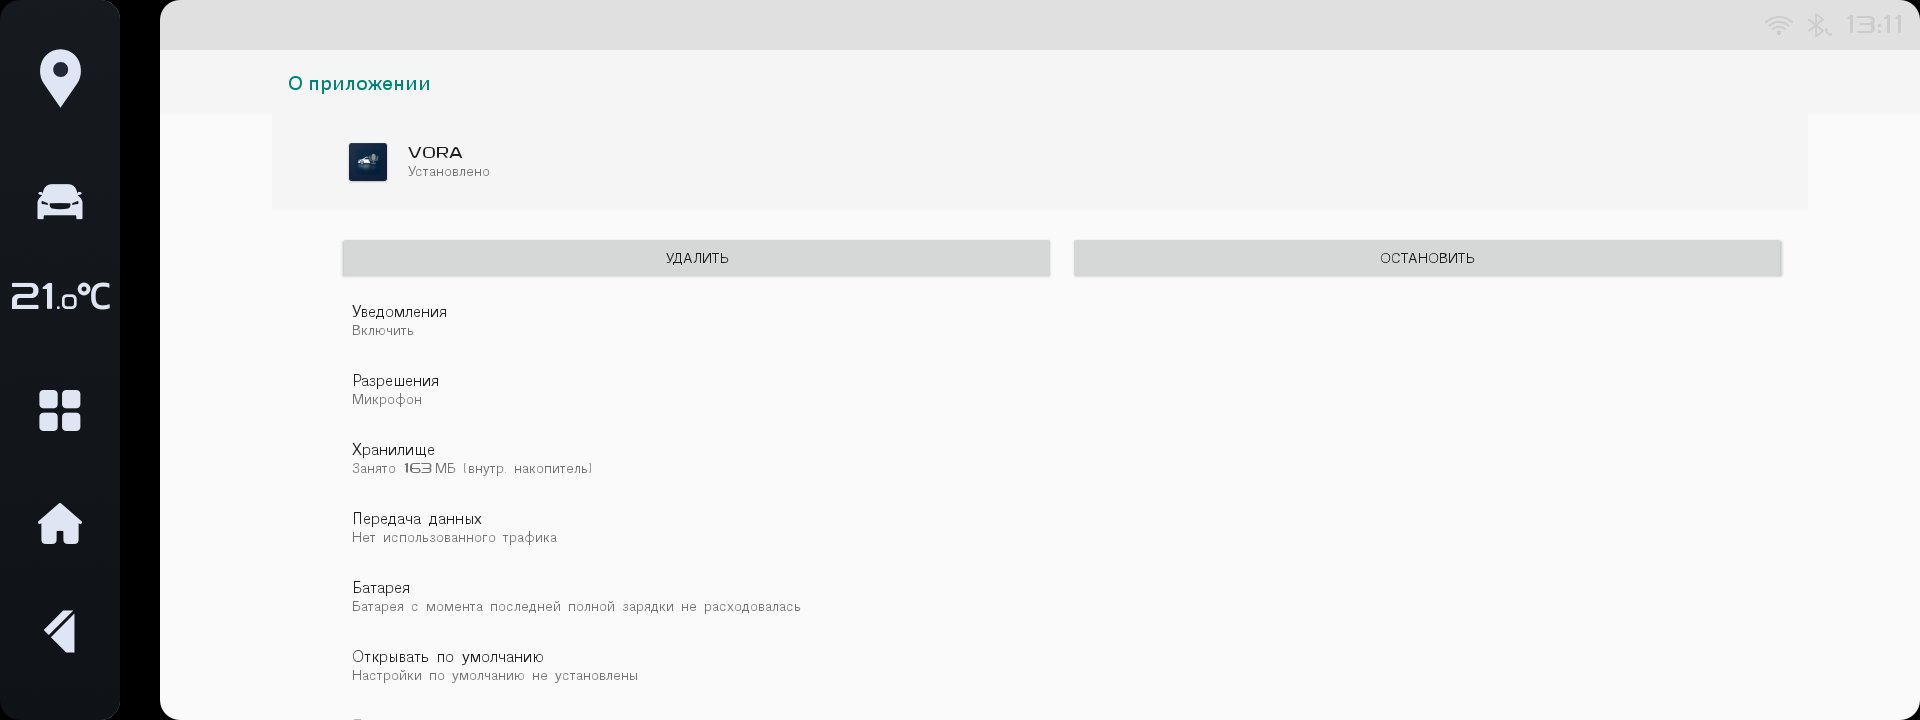 13:11
О приложении
VORA
Установлено
УДАЛИТЬ
ОСТАНОВИТЬ
21.0°C
Уведомления
Включить
Разрешения
Микрофон
Хранилище
Занято 163 МБ (внутр. накопитель)
Передача данных
Нет использованного трафика
Батарея
Батарея с момента последней полной зарядки не расходовалась
Открывать по умолчанию
Настройки по умолчанию не установлены